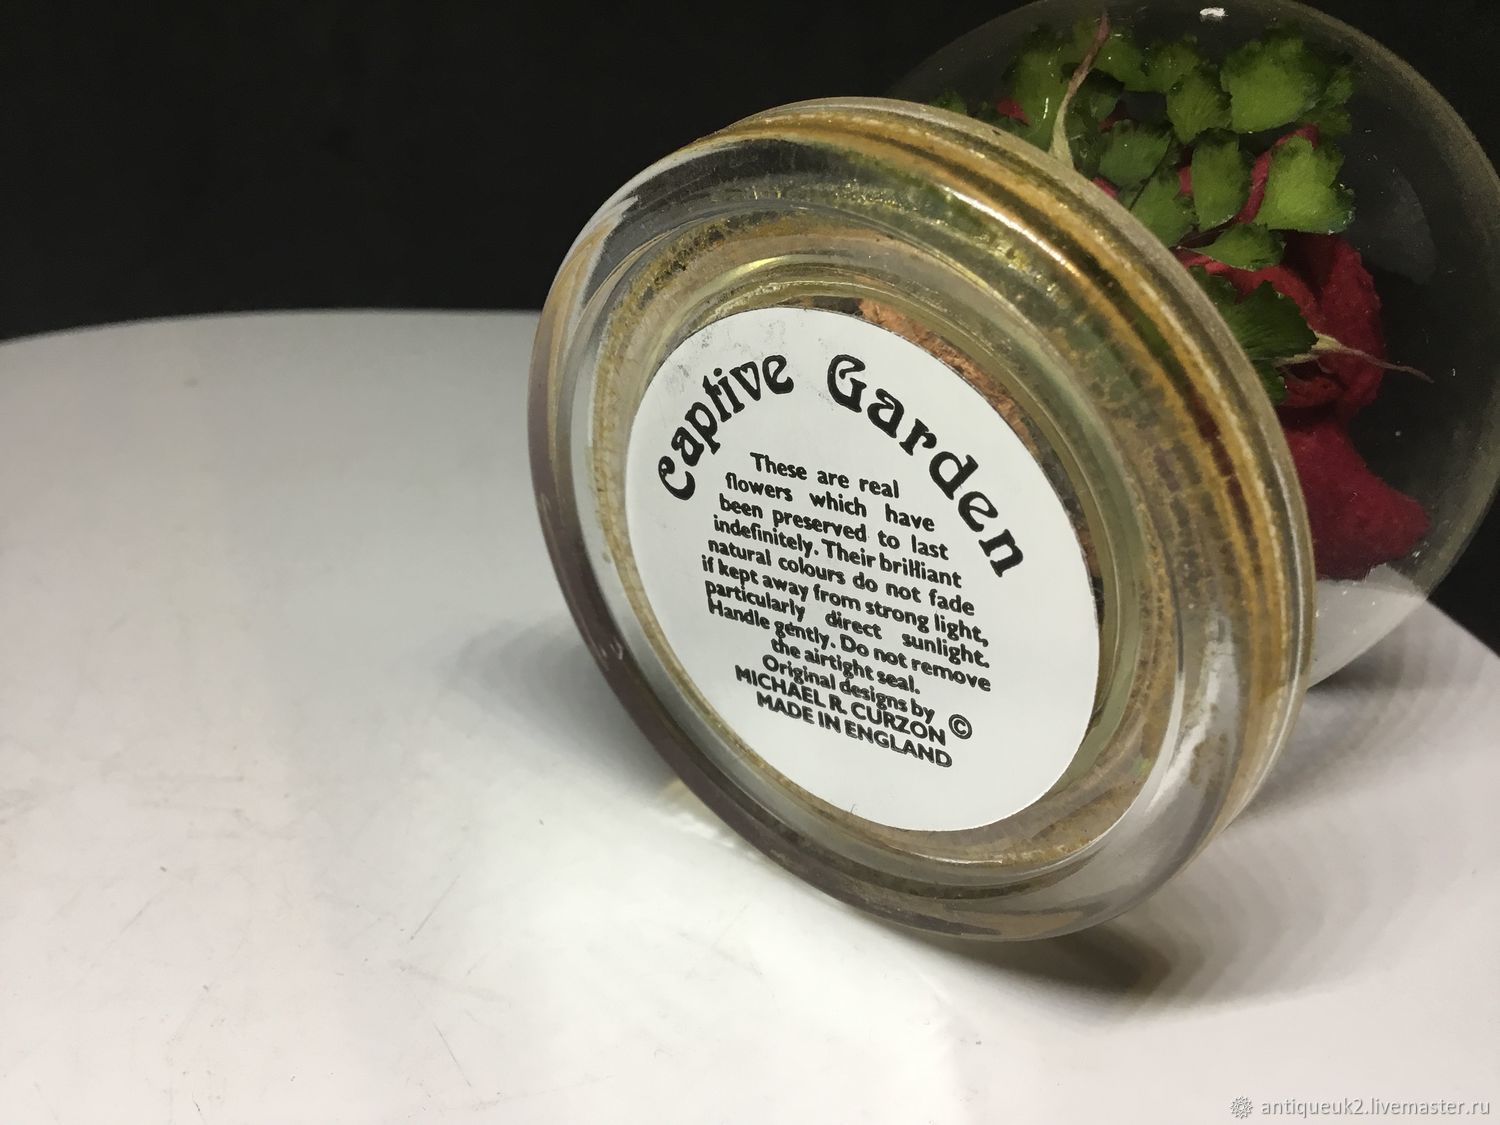 Captive Garden
These are real
flowers which have
been preserved to last
indefinitely. Their brilliant
natural colours do not fade
if kept away from strong light,
particularly direct sunlight.
Handle gently. Do not remove
the airtight seal.
Original designs by
MICHAEL R. CURZON ©
MADE IN ENGLAND
antiqueuk2.livemaster.ru